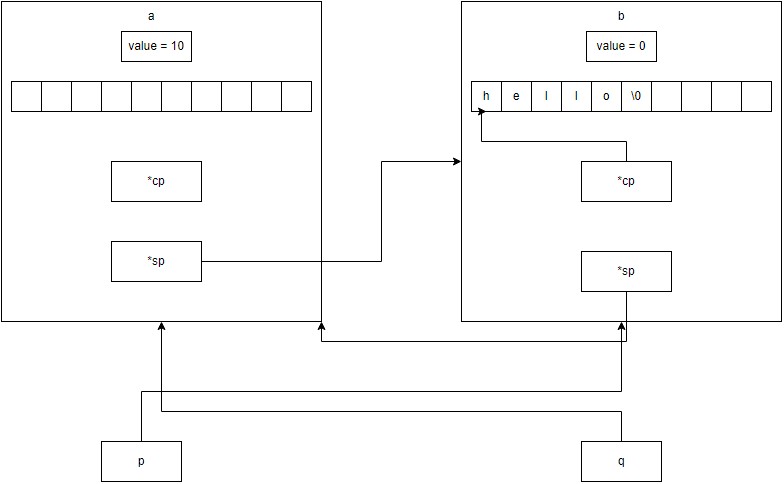 a
b
value = 10
value = 0
h e l l o \0
*cp
*cp
*sp
*sp
p
q